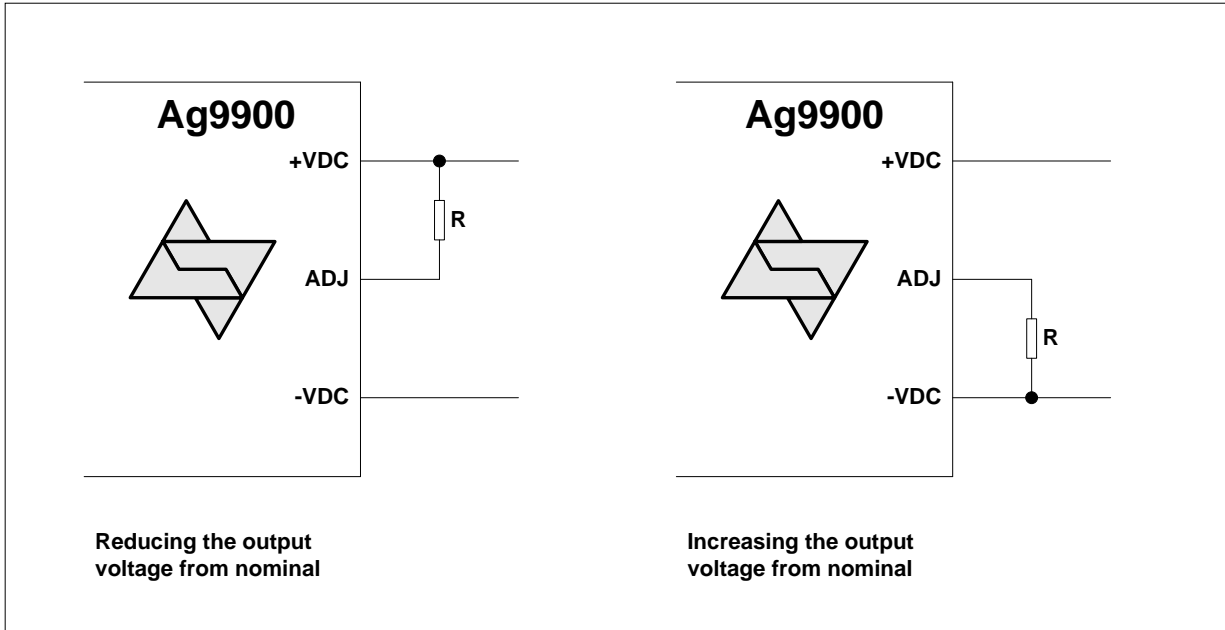 Ag9900
+VDC
R
ADJ
-VDC
Reducing the output
voltage from nominal
Ag9900
+VDC
ADJ
R
-VDC
Increasing the output
voltage from nominal